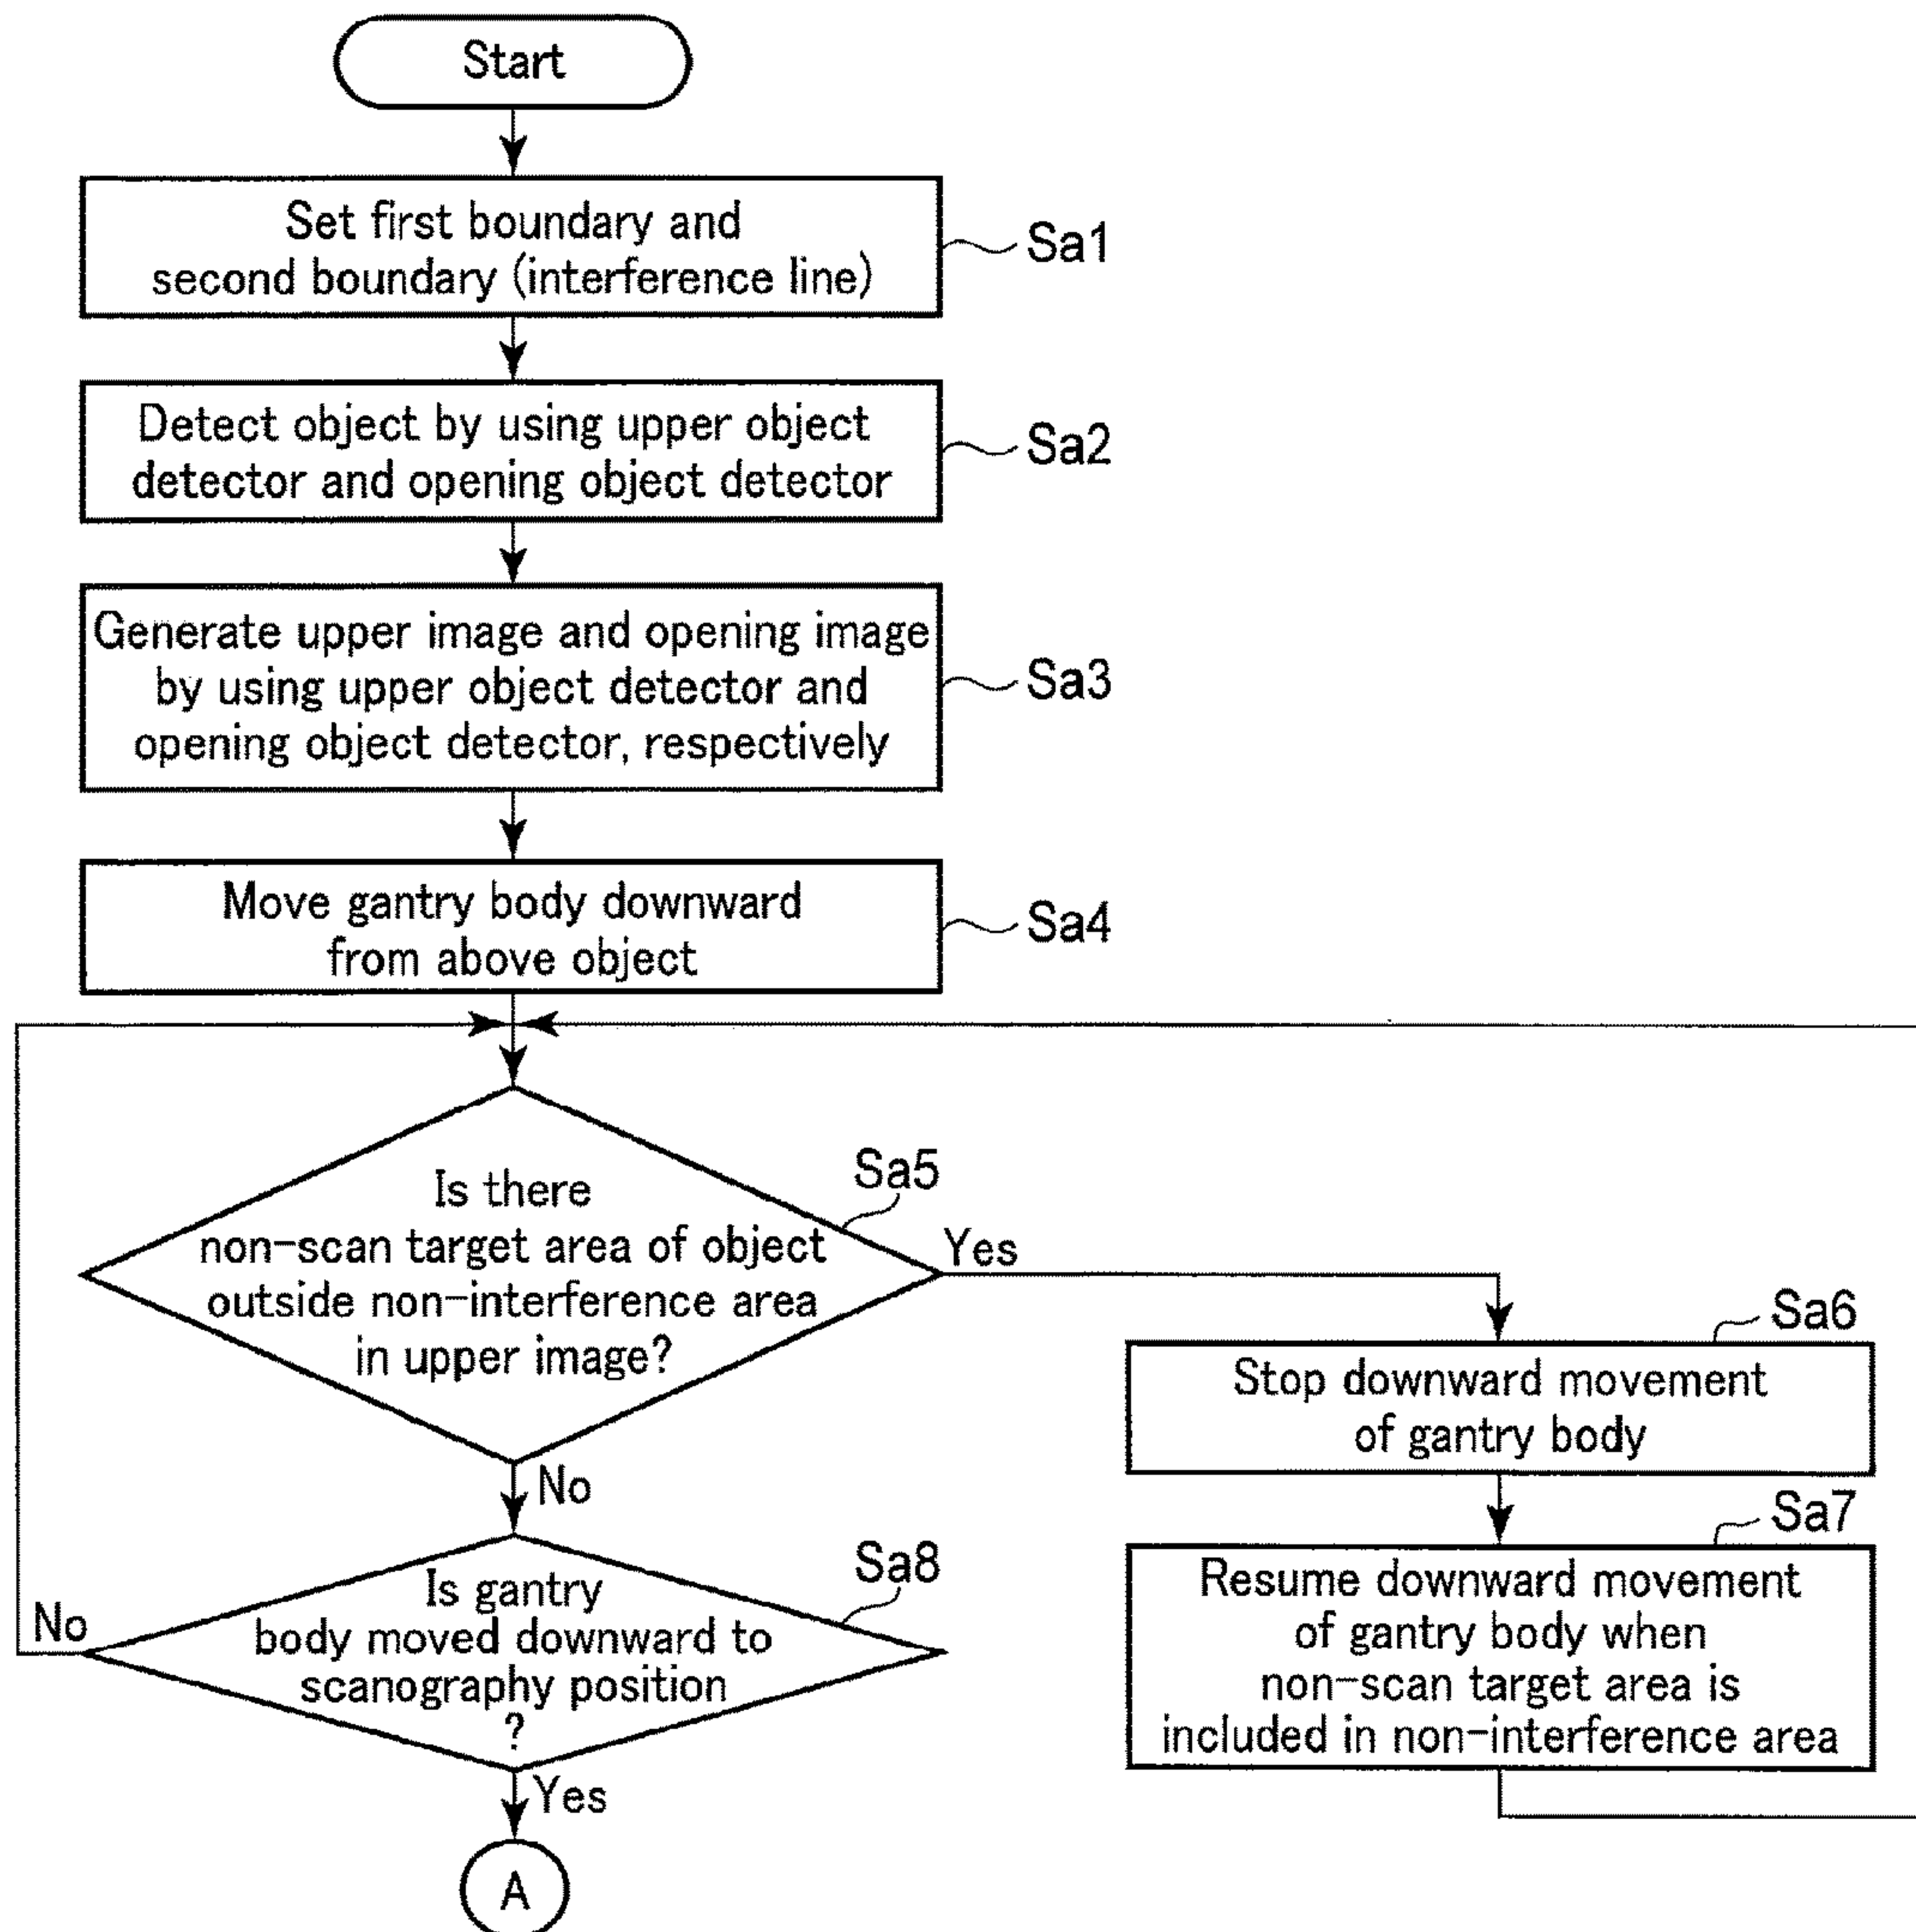 Start
Set first boundary and
second boundary (interference line)
Sa1
Detect object by using upper object
detector and opening object detector
Sa2
Generate upper image and opening image
by using upper object detector and
opening object detector, respectively
Sa3
Move gantry body downward
from above object
Sa4
Is there
non-scan target area of object
outside non-interference area
in upper image?
Sa5
Yes
No
Stop downward movement
of gantry body
Sa6
Resume downward movement
of gantry body when
non-scan target area is
included in non-interference area
Sa7
Is gantry
body moved downward to
scanography position
?
Sa8
No
Yes
A